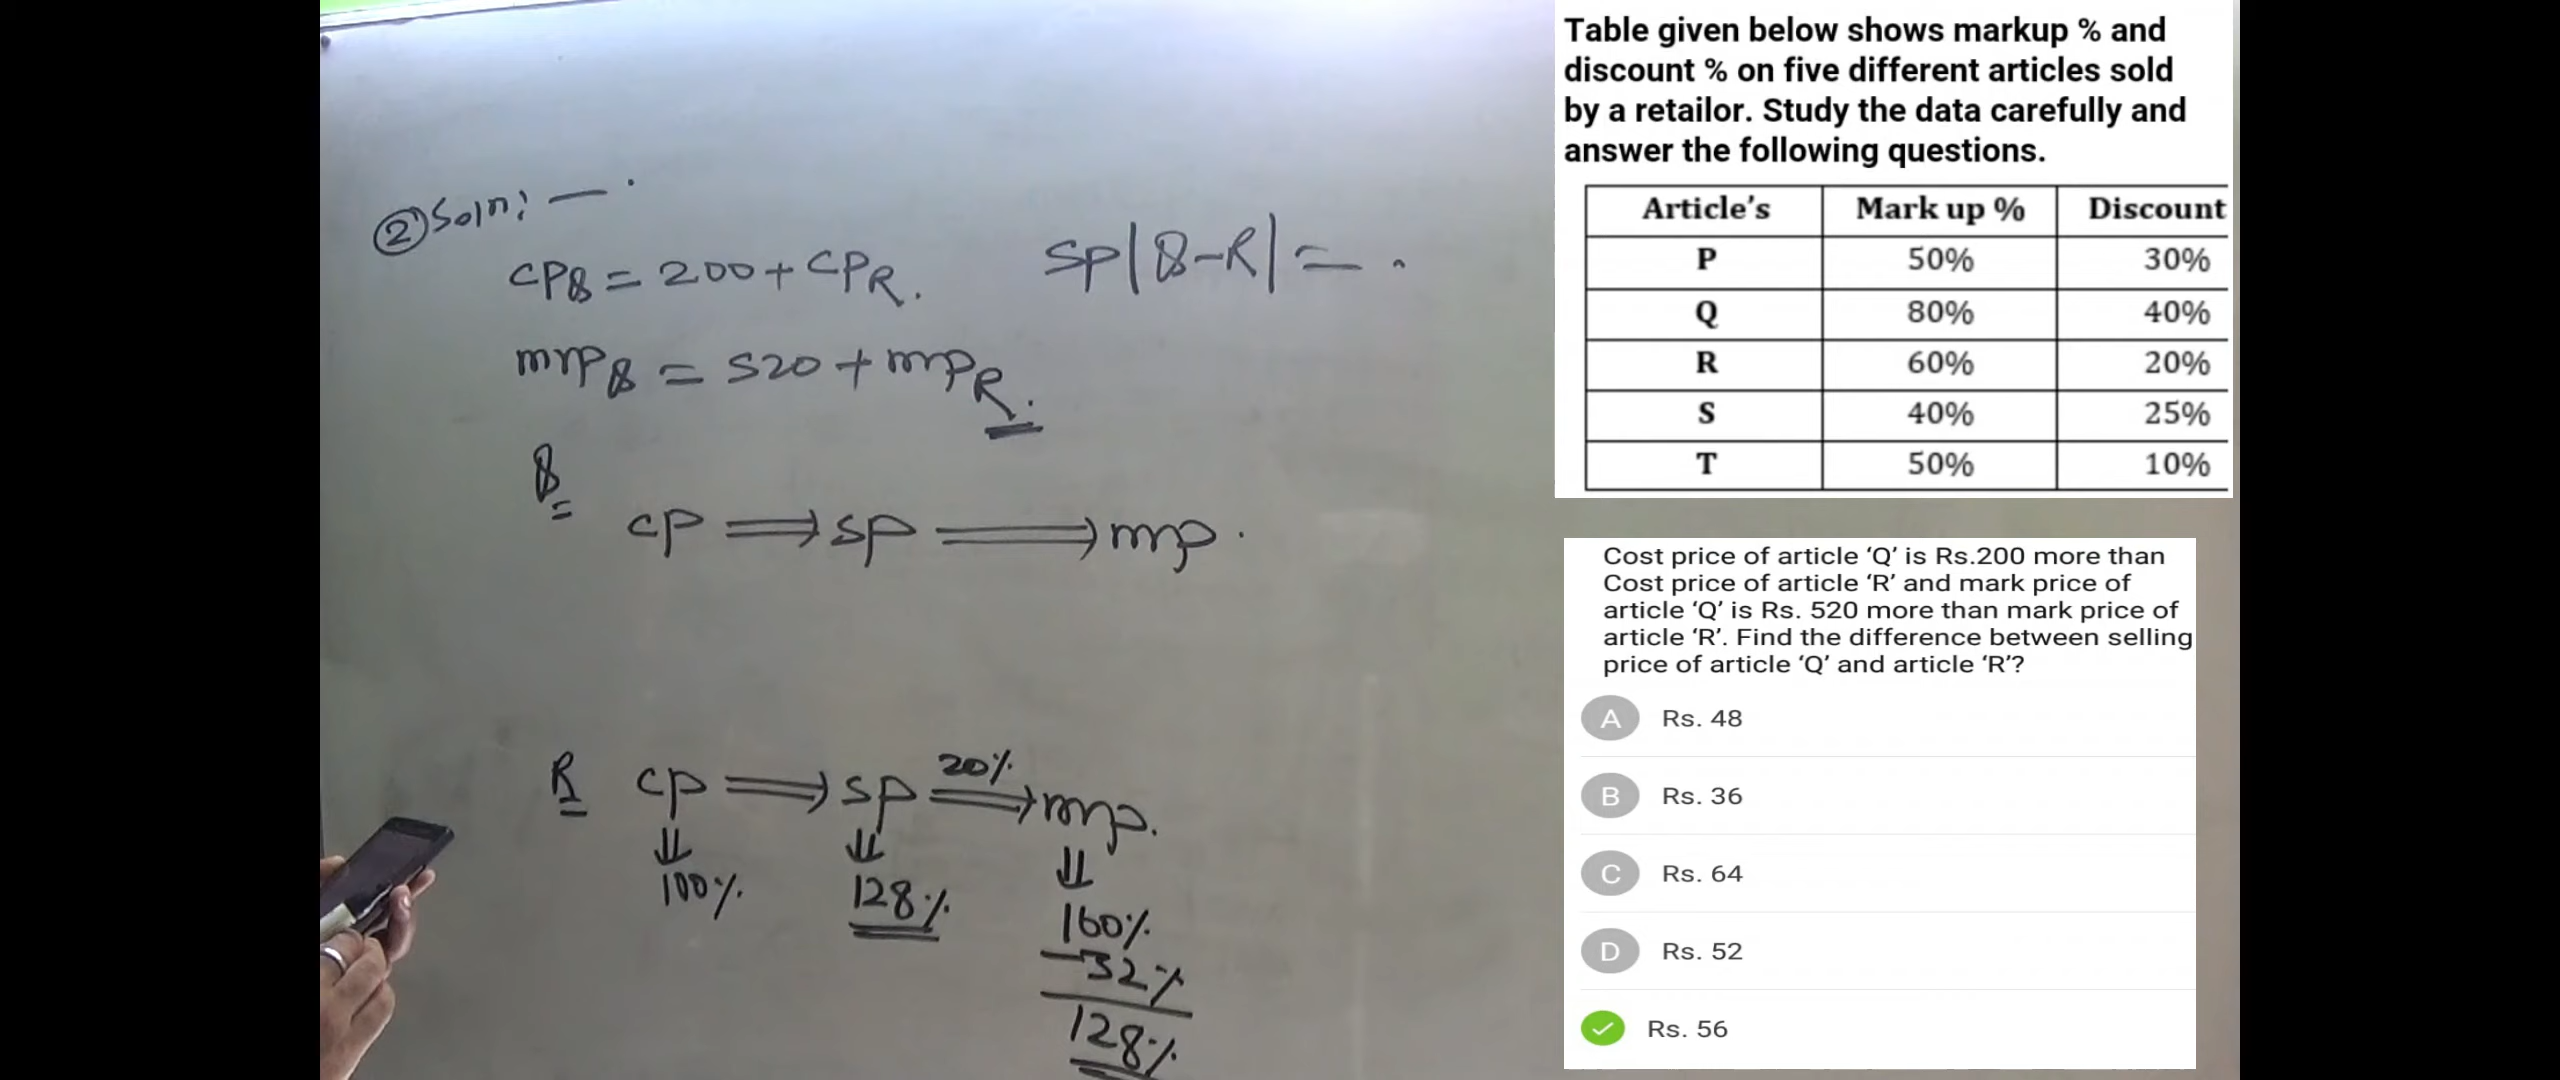 ② Soln: —
CPQ = 200 + CPR.
SP|Q-R| = .
mrpQ = 520 + mpR.
Q
CP ⟹ SP ⟹ mp.
R CP ⟹ SP 20% ⟹ mp.
⇓ ⇓ ⇓
100% 128% 160%
-32%
128%
Table given below shows markup % and
discount % on five different articles sold
by a retailor. Study the data carefully and
answer the following questions.
Article's Mark up % Discount
P 50% 30%
Q 80% 40%
R 60% 20%
S 40% 25%
T 50% 10%
Cost price of article ‘Q’ is Rs.200 more than
Cost price of article ‘R’ and mark price of
article ‘Q’ is Rs. 520 more than mark price of
article ‘R’. Find the difference between selling
price of article ‘Q’ and article ‘R’?
A Rs. 48
B Rs. 36
C Rs. 64
D Rs. 52
Rs. 56